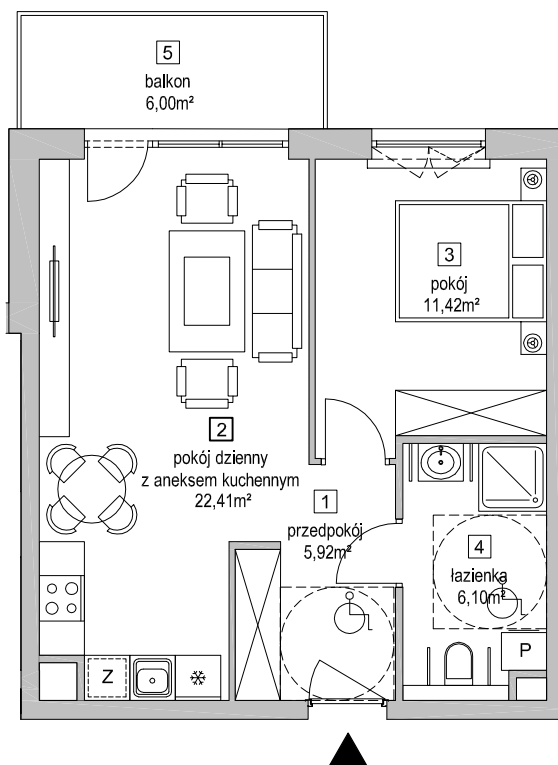 5
balkon
6,00m²
3
pokój
11,42m²
2
pokój dzienny
z aneksem kuchennym
22,41m²
1
przedpokój
5,92m²
4
łazienka
6,10m²
P
Z